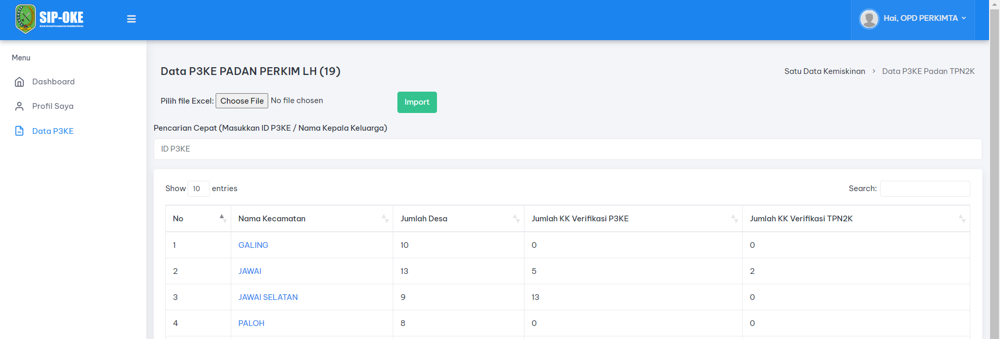 SIP-OKE
Hai, OPD PERKIMTA
Menu
Dashboard
Profil Saya
Data P3KE
Data P3KE PADAN PERKIM LH (19)
Satu Data Kemiskinan > Data P3KE Padan TPN2K
Pilih file Excel: Choose File No file chosen Import
Pencarian Cepat (Masukkan ID P3KE / Nama Kepala Keluarga)
ID P3KE
Show 10 entries Search:
No Nama Kecamatan Jumlah Desa Jumlah KK Verifikasi P3KE Jumlah KK Verifikasi TPN2K
1 GALING 10 0 0
2 JAWAI 13 5 2
3 JAWAI SELATAN 9 13 0
4 PALOH 8 0 0